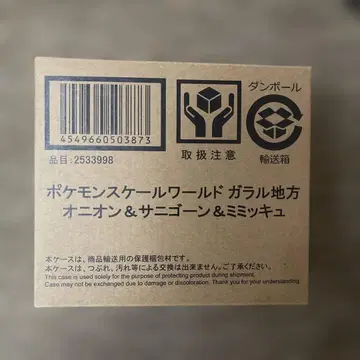 4549660503873
品目:2533998
取扱注意
ダンボール
輸送箱
ポケモンスケールワールド ガラル地方
オニオン&サニゴーン&ミミッキュ
本ケースは、商品輸送用の保護梱包材です。
本ケースは、つぶれ、汚れ等による交換は出来ません。ご了承ください。
This case is used solely for the purpose of protecting product during shipment.
Case may not be exchanged due to damage or discoloration. Thank you for your understanding